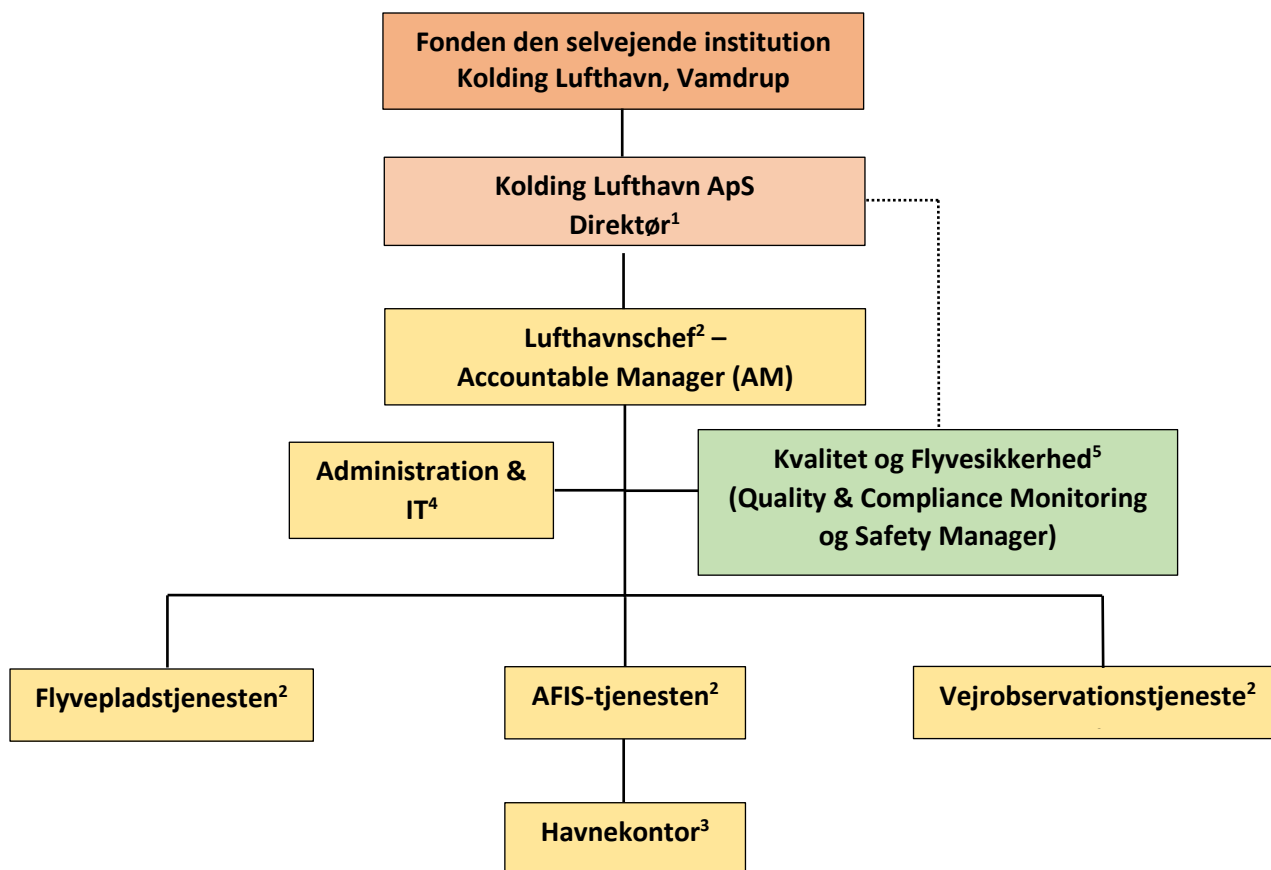 Fonden den selvejende institution
Kolding Lufthavn, Vamdrup
Kolding Lufthavn ApS
Direktør¹
Lufthavnschef² –
Accountable Manager (AM)
Administration &
IT⁴
Kvalitet og Flyvesikkerhed⁵
(Quality & Compliance Monitoring
og Safety Manager)
Flyvepladstjenesten²
AFIS-tjenesten²
Vejrobservationstjeneste²
Havnekontor³